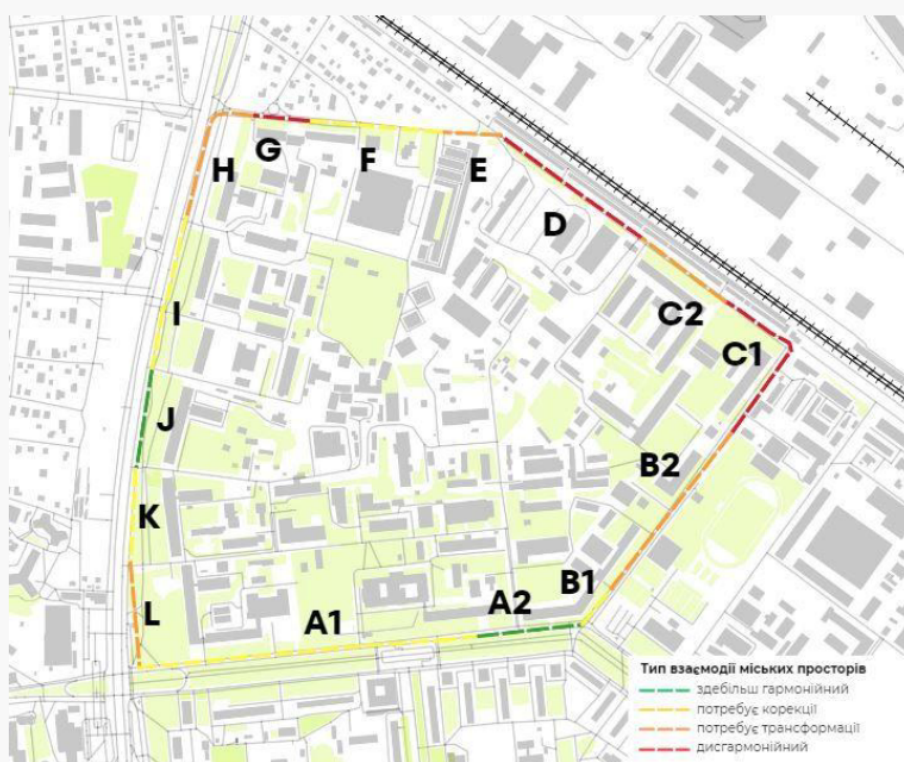 G
F
H
E
D
I
C2
C1
J
B2
K
B1
A2
L
A1
Тип взаємодії міських просторів
здебільш гармонійний
потребує корекції
потребує трансформації
дисгармонійний